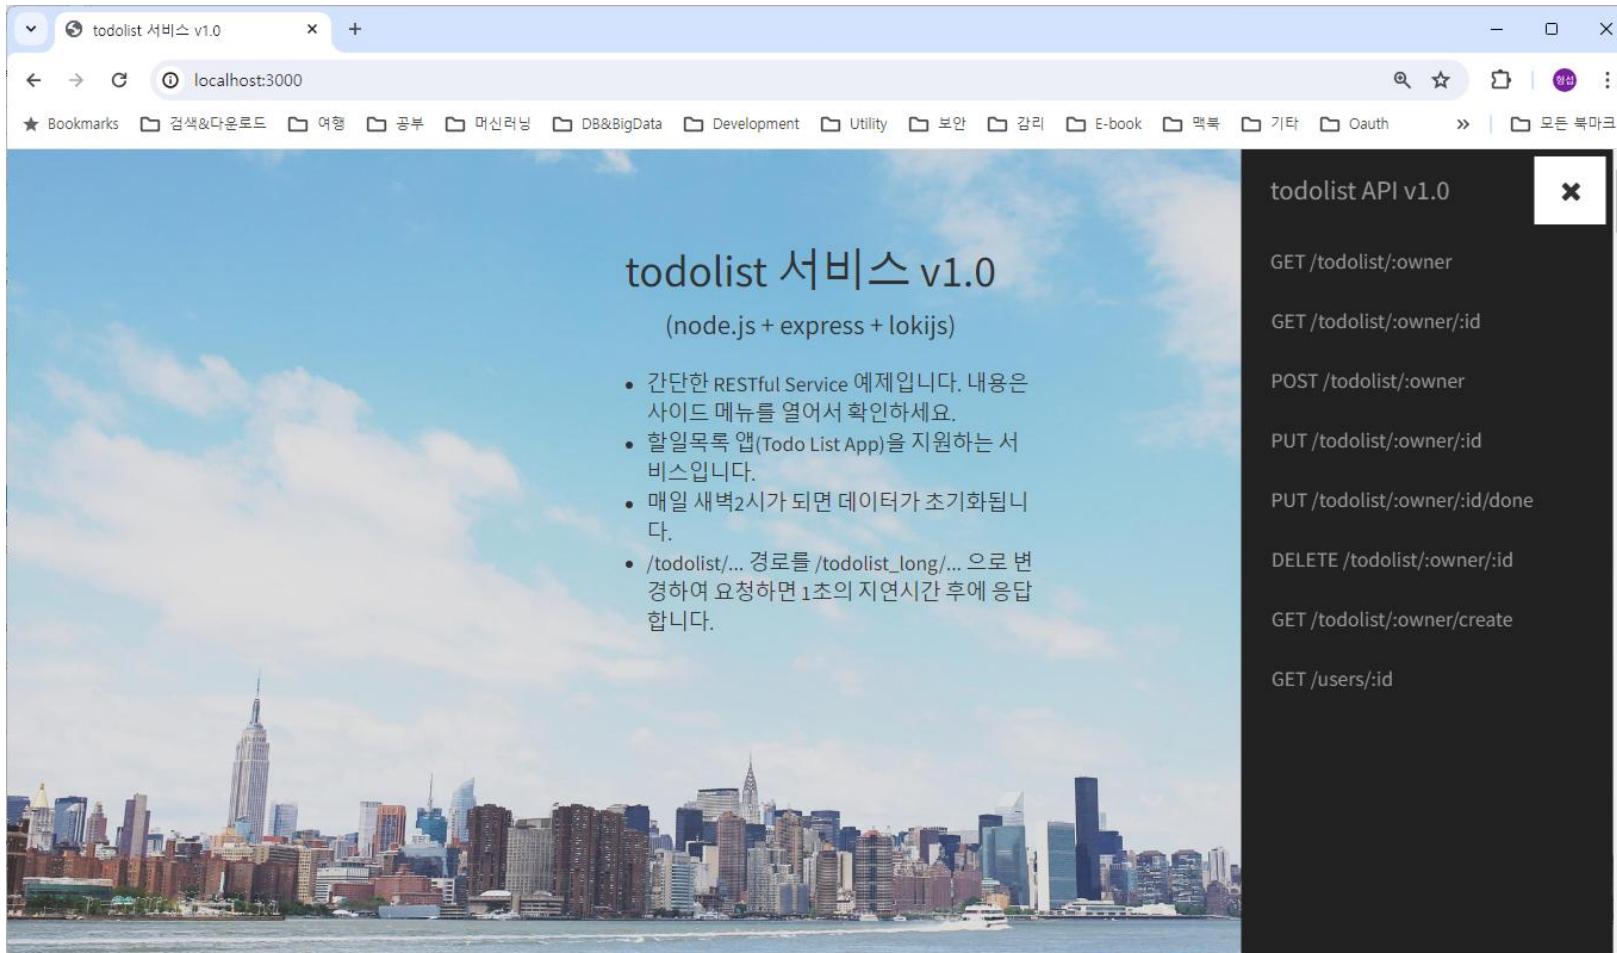 todolist 서비스 v1.0
localhost:3000
형섭
Bookmarks 검색&다운로드 여행 공부 머신러닝 DB&BigData Development Utility 보안 감리 E-book 맥북 기타 Oauth » 모든 북마크
todolist 서비스 v1.0
(node.js + express + lokijs)
• 간단한 RESTful Service 예제입니다. 내용은
사이드 메뉴를 열어서 확인하세요.
• 할일목록 앱(Todo List App)을 지원하는 서
비스입니다.
• 매일 새벽2시가 되면 데이터가 초기화됩니
다.
• /todolist/... 경로를 /todolist_long/... 으로 변
경하여 요청하면 1초의 지연시간 후에 응답
합니다.
todolist API v1.0
GET /todolist/:owner
GET /todolist/:owner/:id
POST /todolist/:owner
PUT /todolist/:owner/:id
PUT /todolist/:owner/:id/done
DELETE /todolist/:owner/:id
GET /todolist/:owner/create
GET /users/:id